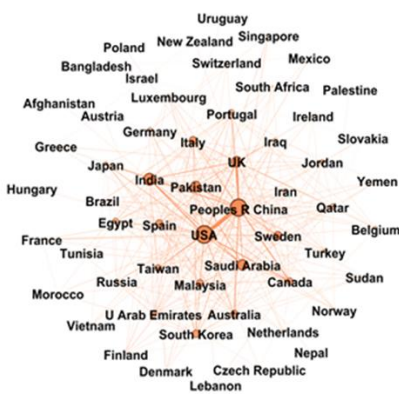 Uruguay
Singapore
New Zealand
Poland
Mexico
Switzerland
Bangladesh
Israel
South Africa
Palestine
Luxembourg
Afghanistan
Austria
Portugal
Ireland
Germany
Italy
Iraq
Slovakia
Greece
UK
Jordan
Japan
India
Pakistan
Yemen
Hungary
Iran
Brazil
Peoples R China
Qatar
Egypt
Spain
Belgium
USA
Sweden
France
Tunisia
Turkey
Taiwan
Saudi Arabia
Sudan
Russia
Malaysia
Canada
Morocco
Norway
U Arab Emirates
Australia
Vietnam
South Korea
Netherlands
Finland
Nepal
Denmark
Czech Republic
Lebanon